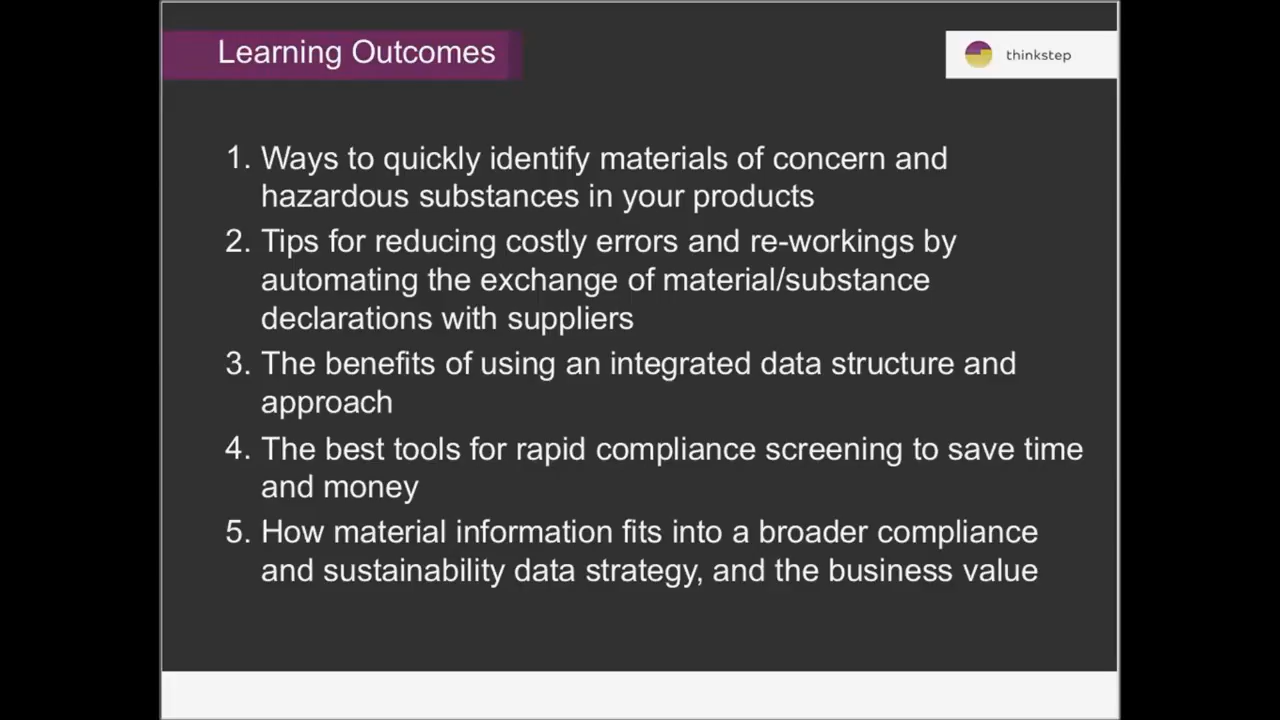 Learning Outcomes
thinkstep
1. Ways to quickly identify materials of concern and
hazardous substances in your products
2. Tips for reducing costly errors and re-workings by
automating the exchange of material/substance
declarations with suppliers
3. The benefits of using an integrated data structure and
approach
4. The best tools for rapid compliance screening to save time
and money
5. How material information fits into a broader compliance
and sustainability data strategy, and the business value